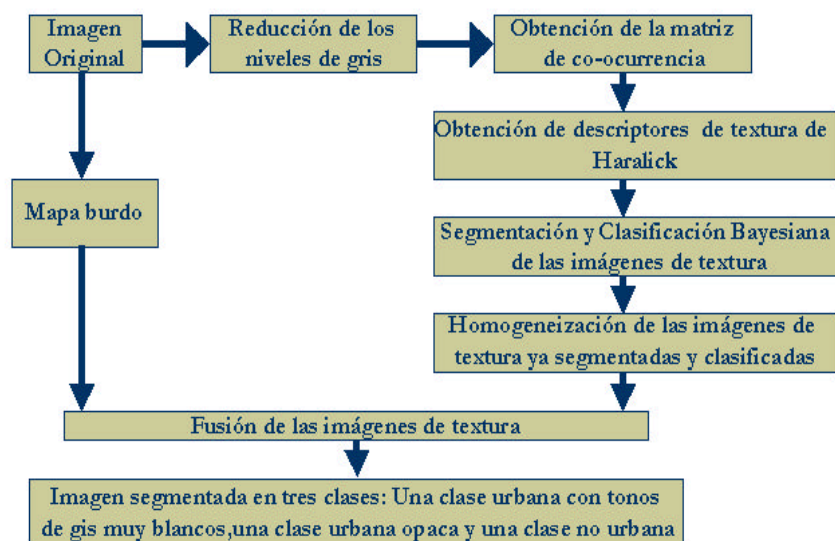 Imagen
Original
Reducción de los
niveles de gris
Obtención de la matriz
de co-ocurrencia
Obtención de descriptores de textura de
Haralick
Mapa burdo
Segmentación y Clasificación Bayesiana
de las imágenes de textura
Homogeneización de las imágenes de
textura ya segmentadas y clasificadas
Fusión de las imágenes de textura
Imagen segmentada en tres clases: Una clase urbana con tonos
de gis muy blancos,una clase urbana opaca y una clase no urbana